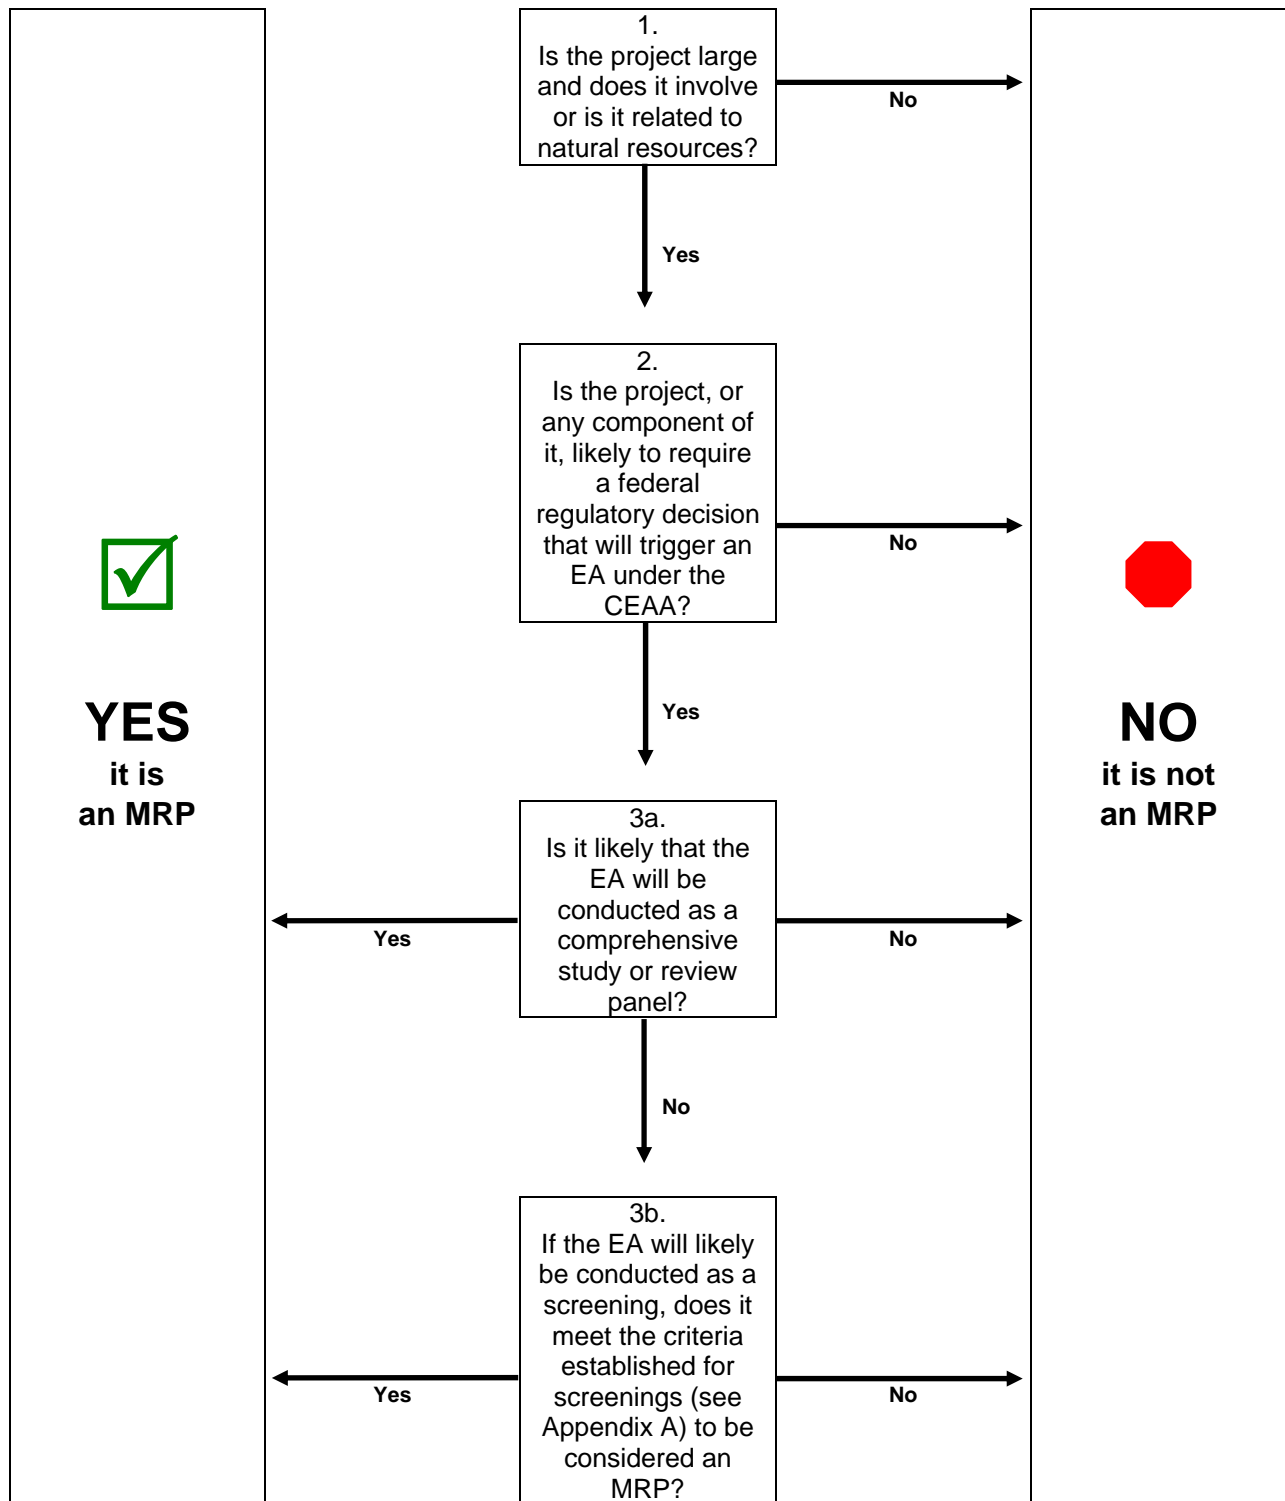 1.
Is the project large
and does it involve
or is it related to
natural resources?
No
Yes
2.
Is the project, or
any component of
it, likely to require
a federal
regulatory decision
that will trigger an
EA under the
CEAA?
No
Yes
YES
it is
an MRP
NO
it is not
an MRP
3a.
Is it likely that the
EA will be
conducted as a
comprehensive
study or review
panel?
Yes
No
No
3b.
If the EA will likely
be conducted as a
screening, does it
meet the criteria
established for
screenings (see
Appendix A) to be
considered an
MRP?
Yes
No